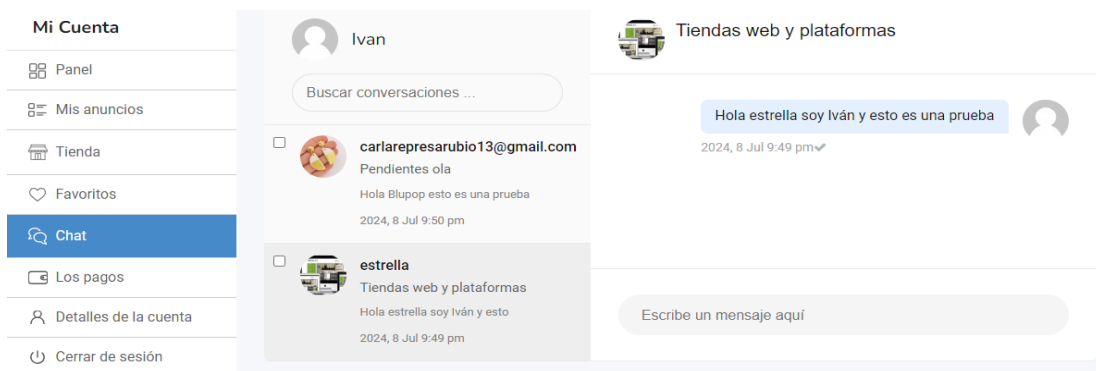 Mi Cuenta
Panel
Mis anuncios
Tienda
Favoritos
Chat
Los pagos
Detalles de la cuenta
Cerrar de sesión
Ivan
Buscar conversaciones ...
carlarepresarubio13@gmail.com
Pendientes ola
Hola Blupop esto es una prueba
2024, 8 Jul 9:50 pm
estrella
Tiendas web y plataformas
Hola estrella soy Iván y esto
2024, 8 Jul 9:49 pm
Tiendas web y plataformas
Hola estrella soy Iván y esto es una prueba
2024, 8 Jul 9:49 pm
Escribe un mensaje aquí